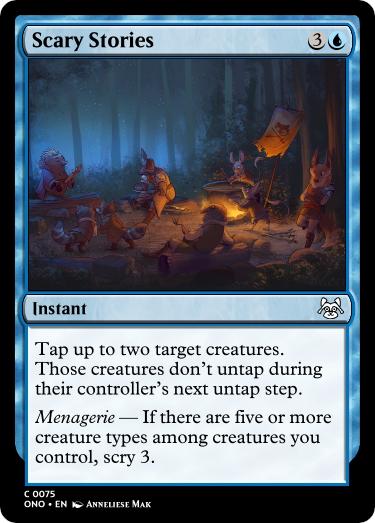 Scary Stories 3
Instant
Tap up to two target creatures.
Those creatures don't untap during
their controller's next untap step.
Menagerie — If there are five or more
creature types among creatures you
control, scry 3.
C 0075
ONO • EN Anneliese Mak